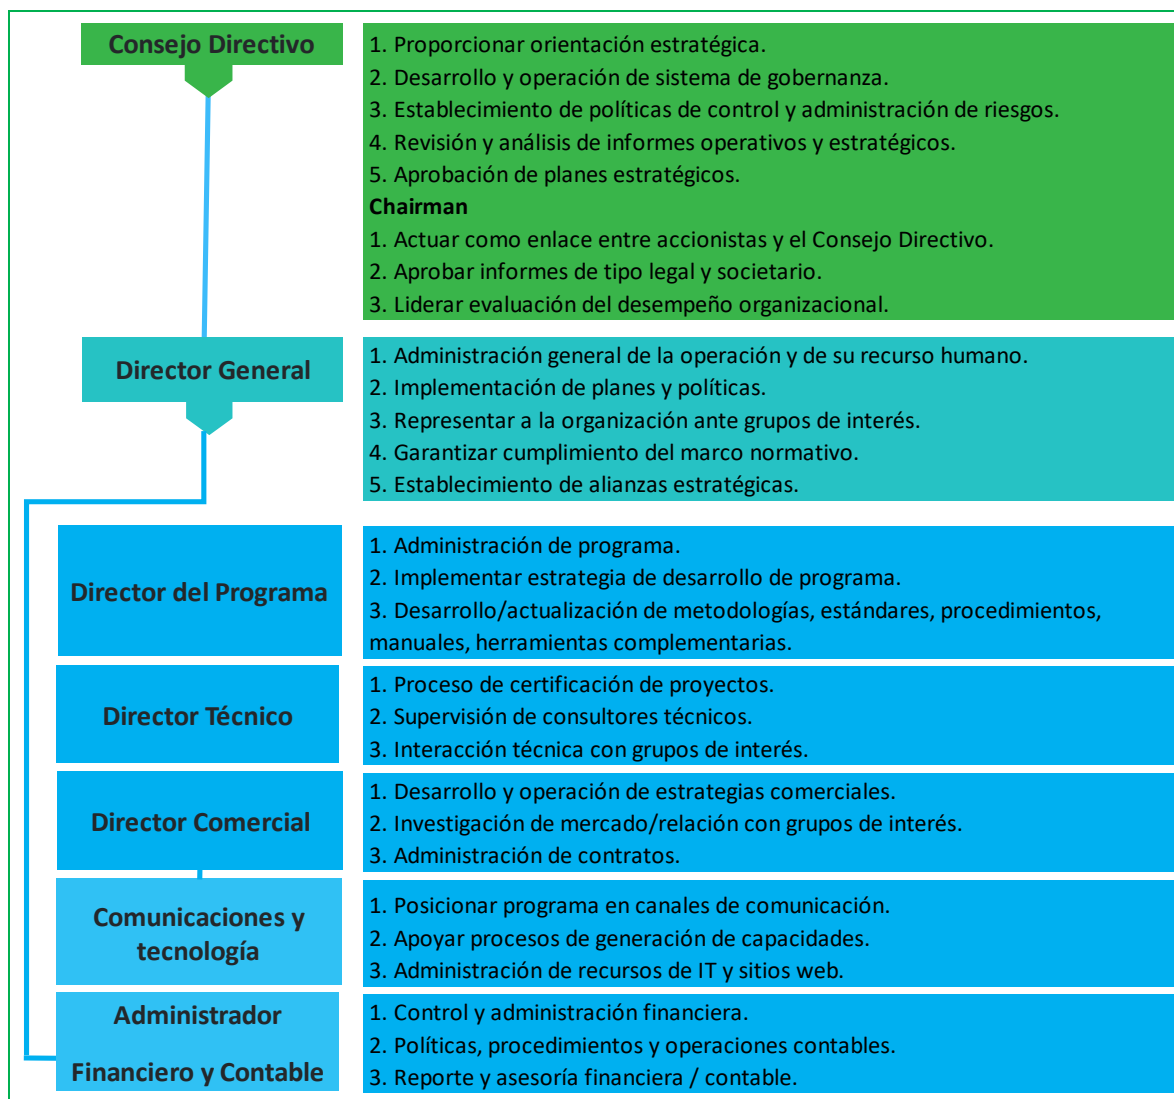 Consejo Directivo
1. Proporcionar orientación estratégica.
2. Desarrollo y operación de sistema de gobernanza.
3. Establecimiento de políticas de control y administración de riesgos.
4. Revisión y análisis de informes operativos y estratégicos.
5. Aprobación de planes estratégicos.
Chairman
1. Actuar como enlace entre accionistas y el Consejo Directivo.
2. Aprobar informes de tipo legal y societario.
3. Liderar evaluación del desempeño organizacional.
Director General
1. Administración general de la operación y de su recurso humano.
2. Implementación de planes y políticas.
3. Representar a la organización ante grupos de interés.
4. Garantizar cumplimiento del marco normativo.
5. Establecimiento de alianzas estratégicas.
Director del Programa
1. Administración de programa.
2. Implementar estrategia de desarrollo de programa.
3. Desarrollo/actualización de metodologías, estándares, procedimientos,
manuales, herramientas complementarias.
Director Técnico
1. Proceso de certificación de proyectos.
2. Supervisión de consultores técnicos.
3. Interacción técnica con grupos de interés.
Director Comercial
1. Desarrollo y operación de estrategias comerciales.
2. Investigación de mercado/relación con grupos de interés.
3. Administración de contratos.
Comunicaciones y
tecnología
1. Posicionar programa en canales de comunicación.
2. Apoyar procesos de generación de capacidades.
3. Administración de recursos de IT y sitios web.
Administrador
Financiero y Contable
1. Control y administración financiera.
2. Políticas, procedimientos y operaciones contables.
3. Reporte y asesoría financiera / contable.